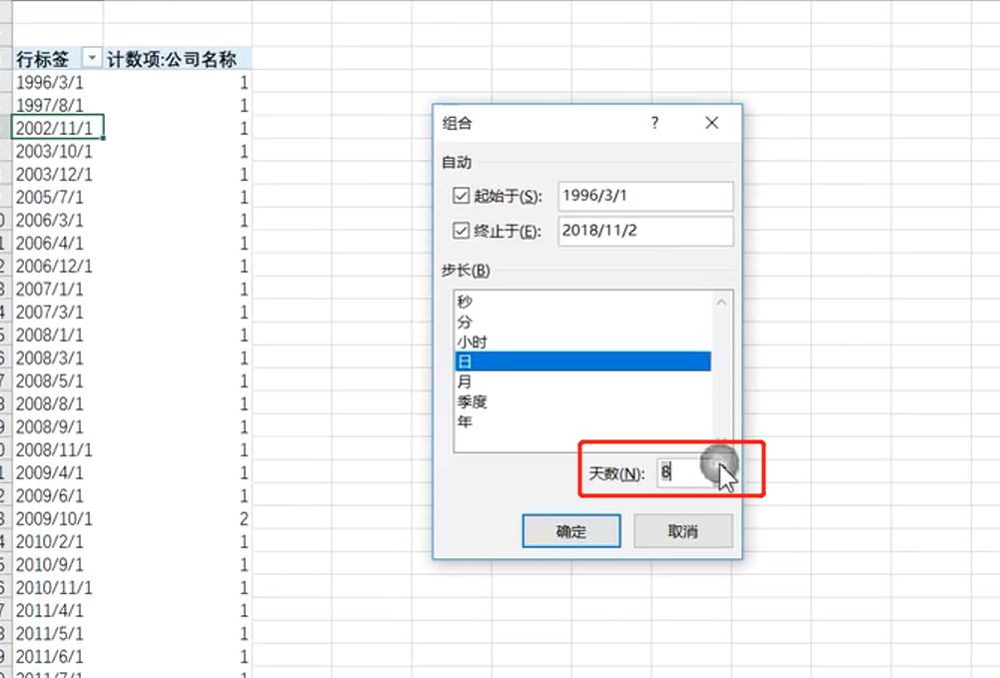 行标签 计数项:公司名称
1996/3/1 1
1997/8/1 1
2002/11/1 1
2003/10/1 1
2003/12/1 1
2005/7/1 1
2006/3/1 1
2006/4/1 1
2006/12/1 1
2007/1/1 1
2007/3/1 1
2008/1/1 1
2008/3/1 1
2008/5/1 1
2008/8/1 1
2008/9/1 1
2008/11/1 1
2009/4/1 1
2009/6/1 1
2009/10/1 2
2010/2/1 1
2010/9/1 1
2010/11/1 1
2011/4/1 1
2011/5/1 1
2011/6/1 1
2011/7/1 1
组合 ?
自动
起始于(S): 1996/3/1
终止于(E): 2018/11/2
步长(B)
秒
分
小时
日
月
季度
年
天数(N): 8
确定 取消